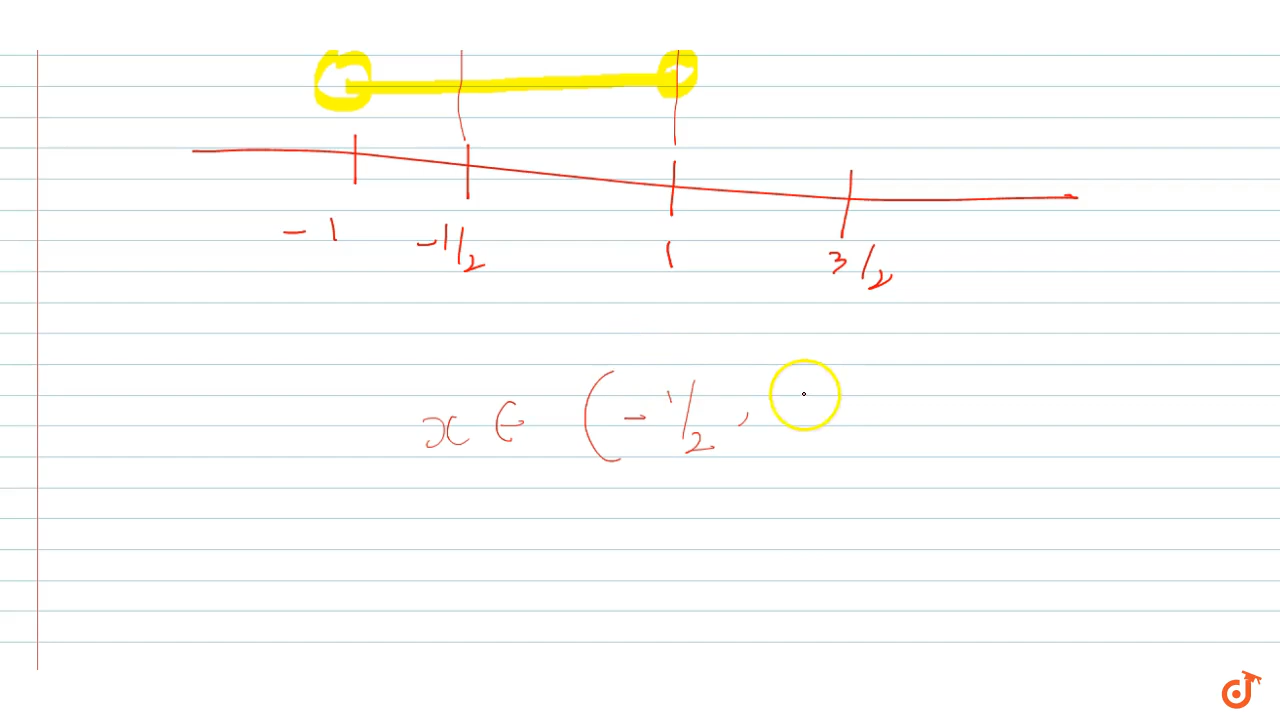 -1 -1/2 1 3/2
x ∈ (-1/2,